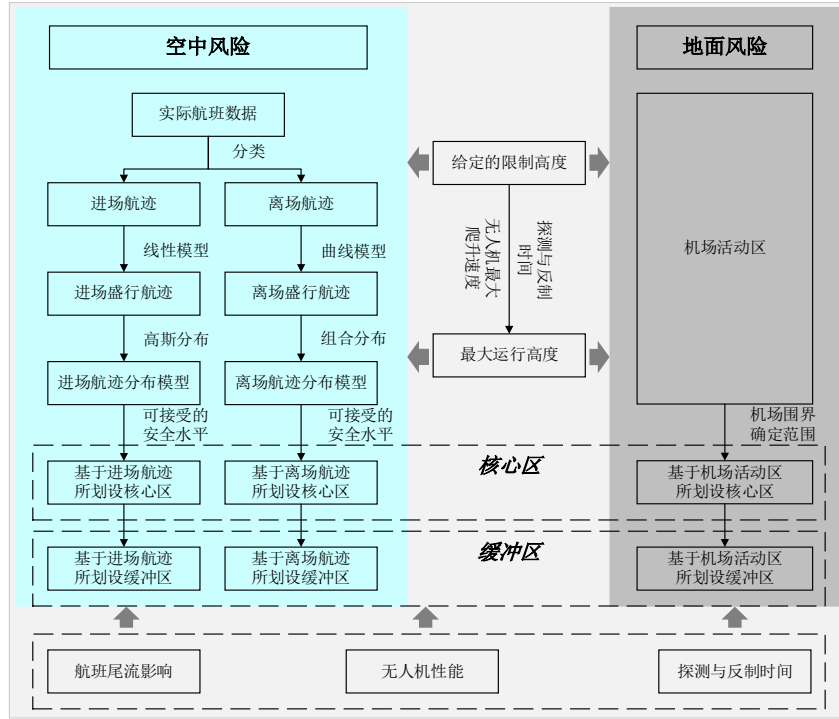 空中风险
地面风险
实际航班数据
分类
给定的限制高度
进场航迹
离场航迹
线性模型
曲线模型
无人机最大
爬升速度
探测与反制
时间
机场活动区
进场盛行航迹
离场盛行航迹
高斯分布
组合分布
最大运行高度
进场航迹分布模型
离场航迹分布模型
可接受的
安全水平
可接受的
安全水平
机场围界
确定范围
核心区
基于进场航迹
所划设核心区
基于离场航迹
所划设核心区
基于机场活动区
所划设核心区
缓冲区
基于进场航迹
所划设缓冲区
基于离场航迹
所划设缓冲区
基于机场活动区
所划设缓冲区
航班尾流影响
无人机性能
探测与反制时间